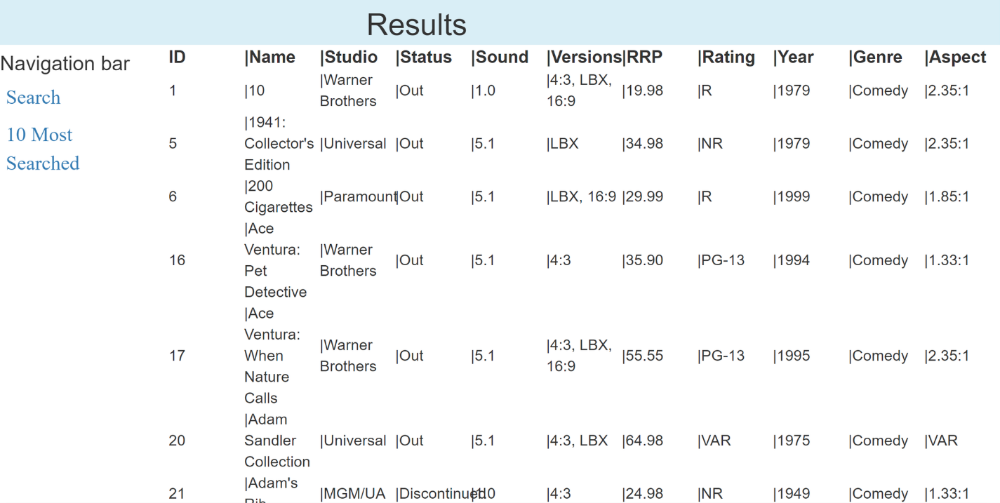 Results
Navigation bar
Search
10 Most
Searched
ID |Name |Studio |Status |Sound |Versions|RRP |Rating |Year |Genre |Aspect
1 |10 |Warner Brothers |Out |1.0 |4:3, LBX, 16:9 |19.98 |R |1979 |Comedy |2.35:1
5 |1941: Collector's Edition |Universal |Out |5.1 |LBX |34.98 |NR |1979 |Comedy |2.35:1
6 |200 Cigarettes |Paramount|Out |5.1 |LBX, 16:9 |29.99 |R |1999 |Comedy |1.85:1
16 |Ace Ventura: Pet Detective |Warner Brothers |Out |5.1 |4:3 |35.90 |PG-13 |1994 |Comedy |1.33:1
17 |Ace Ventura: When Nature Calls |Warner Brothers |Out |5.1 |4:3, LBX, 16:9 |55.55 |PG-13 |1995 |Comedy |2.35:1
20 |Adam Sandler Collection |Universal |Out |5.1 |4:3, LBX |64.98 |VAR |1975 |Comedy |VAR
21 |Adam's |MGM/UA |1.0 |4:3 |24.98 |NR |1949 |Comedy |1.33:1